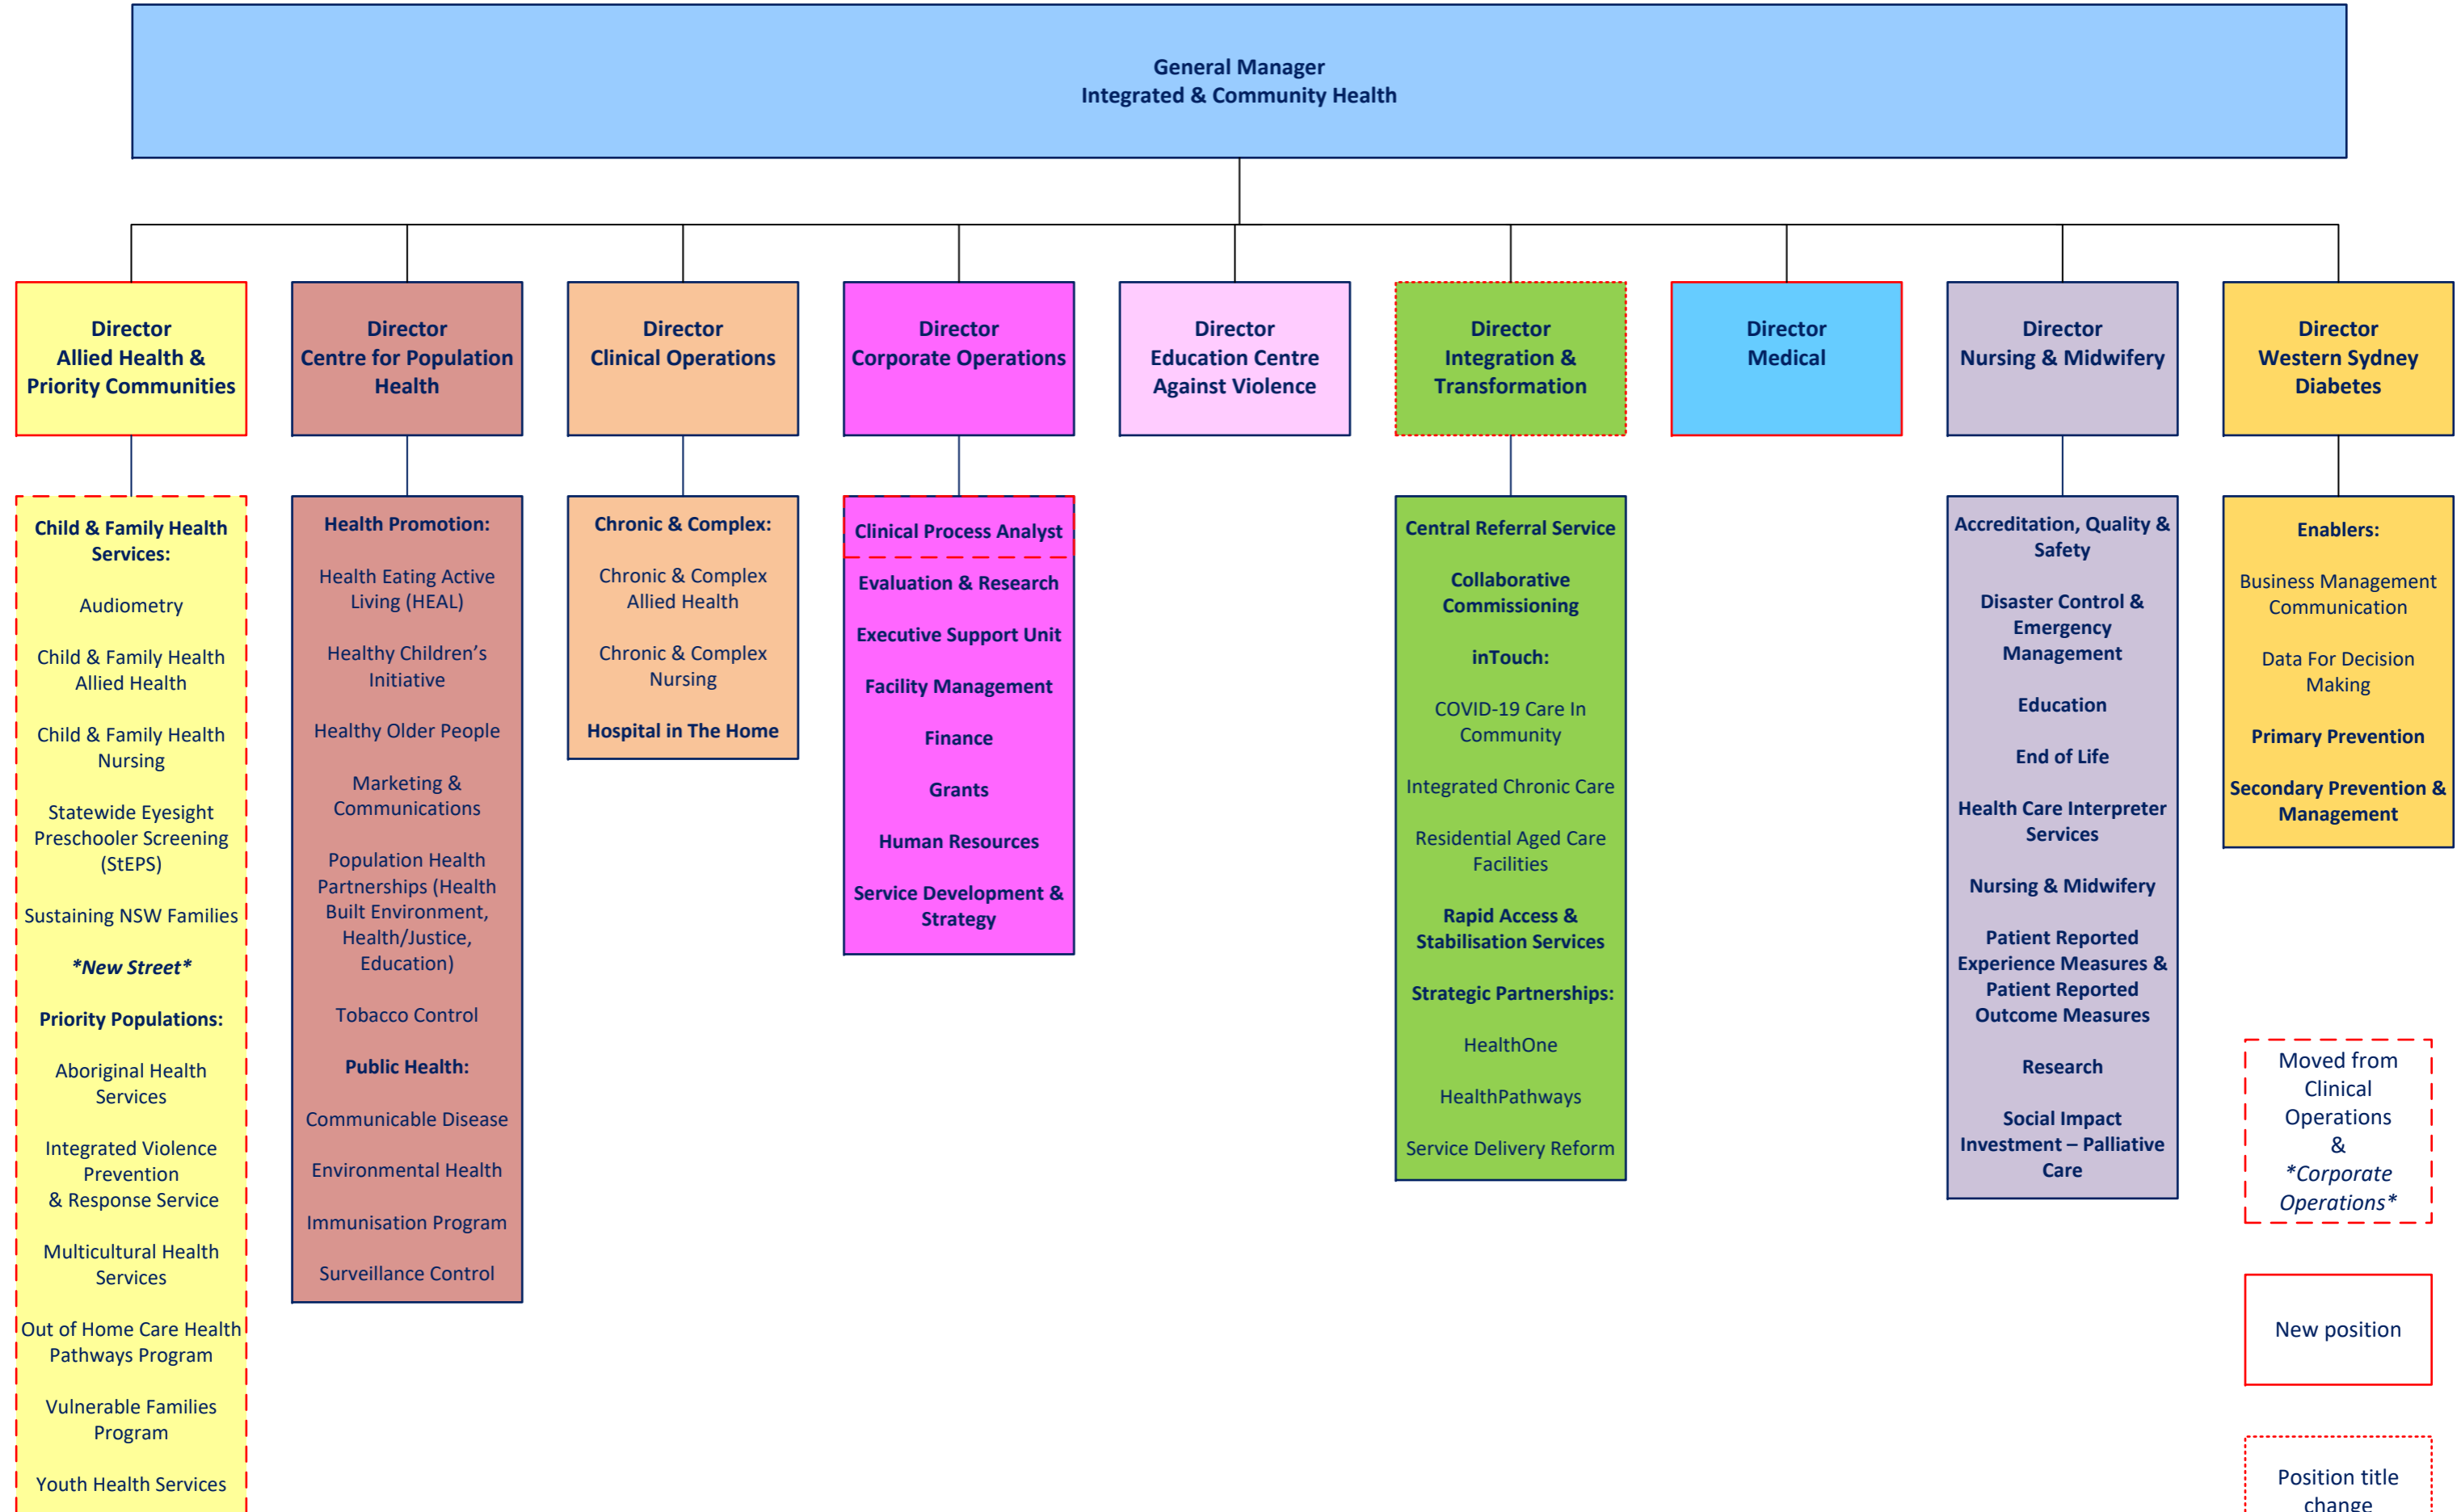 General Manager
Integrated & Community Health
Director
Allied Health &
Priority Communities
Director
Centre for Population
Health
Director
Clinical Operations
Director
Corporate Operations
Director
Education Centre
Against Violence
Director
Integration &
Transformation
Director
Medical
Director
Nursing & Midwifery
Director
Western Sydney
Diabetes
Child & Family Health
Services:
Audiometry
Child & Family Health
Allied Health
Child & Family Health
Nursing
Statewide Eyesight
Preschooler Screening
(StEPS)
Sustaining NSW Families
*New Street*
Priority Populations:
Aboriginal Health
Services
Integrated Violence
Prevention
& Response Service
Multicultural Health
Services
Out of Home Care Health
Pathways Program
Vulnerable Families
Program
Youth Health Services
Health Promotion:
Health Eating Active
Living (HEAL)
Healthy Children’s
Initiative
Healthy Older People
Marketing &
Communications
Population Health
Partnerships (Health
Built Environment,
Health/Justice,
Education)
Tobacco Control
Public Health:
Communicable Disease
Environmental Health
Immunisation Program
Surveillance Control
Chronic & Complex:
Chronic & Complex
Allied Health
Chronic & Complex
Nursing
Hospital in The Home
Clinical Process Analyst
Evaluation & Research
Executive Support Unit
Facility Management
Finance
Grants
Human Resources
Service Development &
Strategy
Central Referral Service
Collaborative
Commissioning
inTouch:
COVID-19 Care In
Community
Integrated Chronic Care
Residential Aged Care
Facilities
Rapid Access &
Stabilisation Services
Strategic Partnerships:
HealthOne
HealthPathways
Service Delivery Reform
Accreditation, Quality &
Safety
Disaster Control &
Emergency
Management
Education
End of Life
Health Care Interpreter
Services
Nursing & Midwifery
Patient Reported
Experience Measures &
Patient Reported
Outcome Measures
Research
Social Impact
Investment – Palliative
Care
Enablers:
Business Management
Communication
Data For Decision
Making
Primary Prevention
Secondary Prevention &
Management
Moved from
Clinical
Operations
&
*Corporate
Operations*
New position
Position title
change